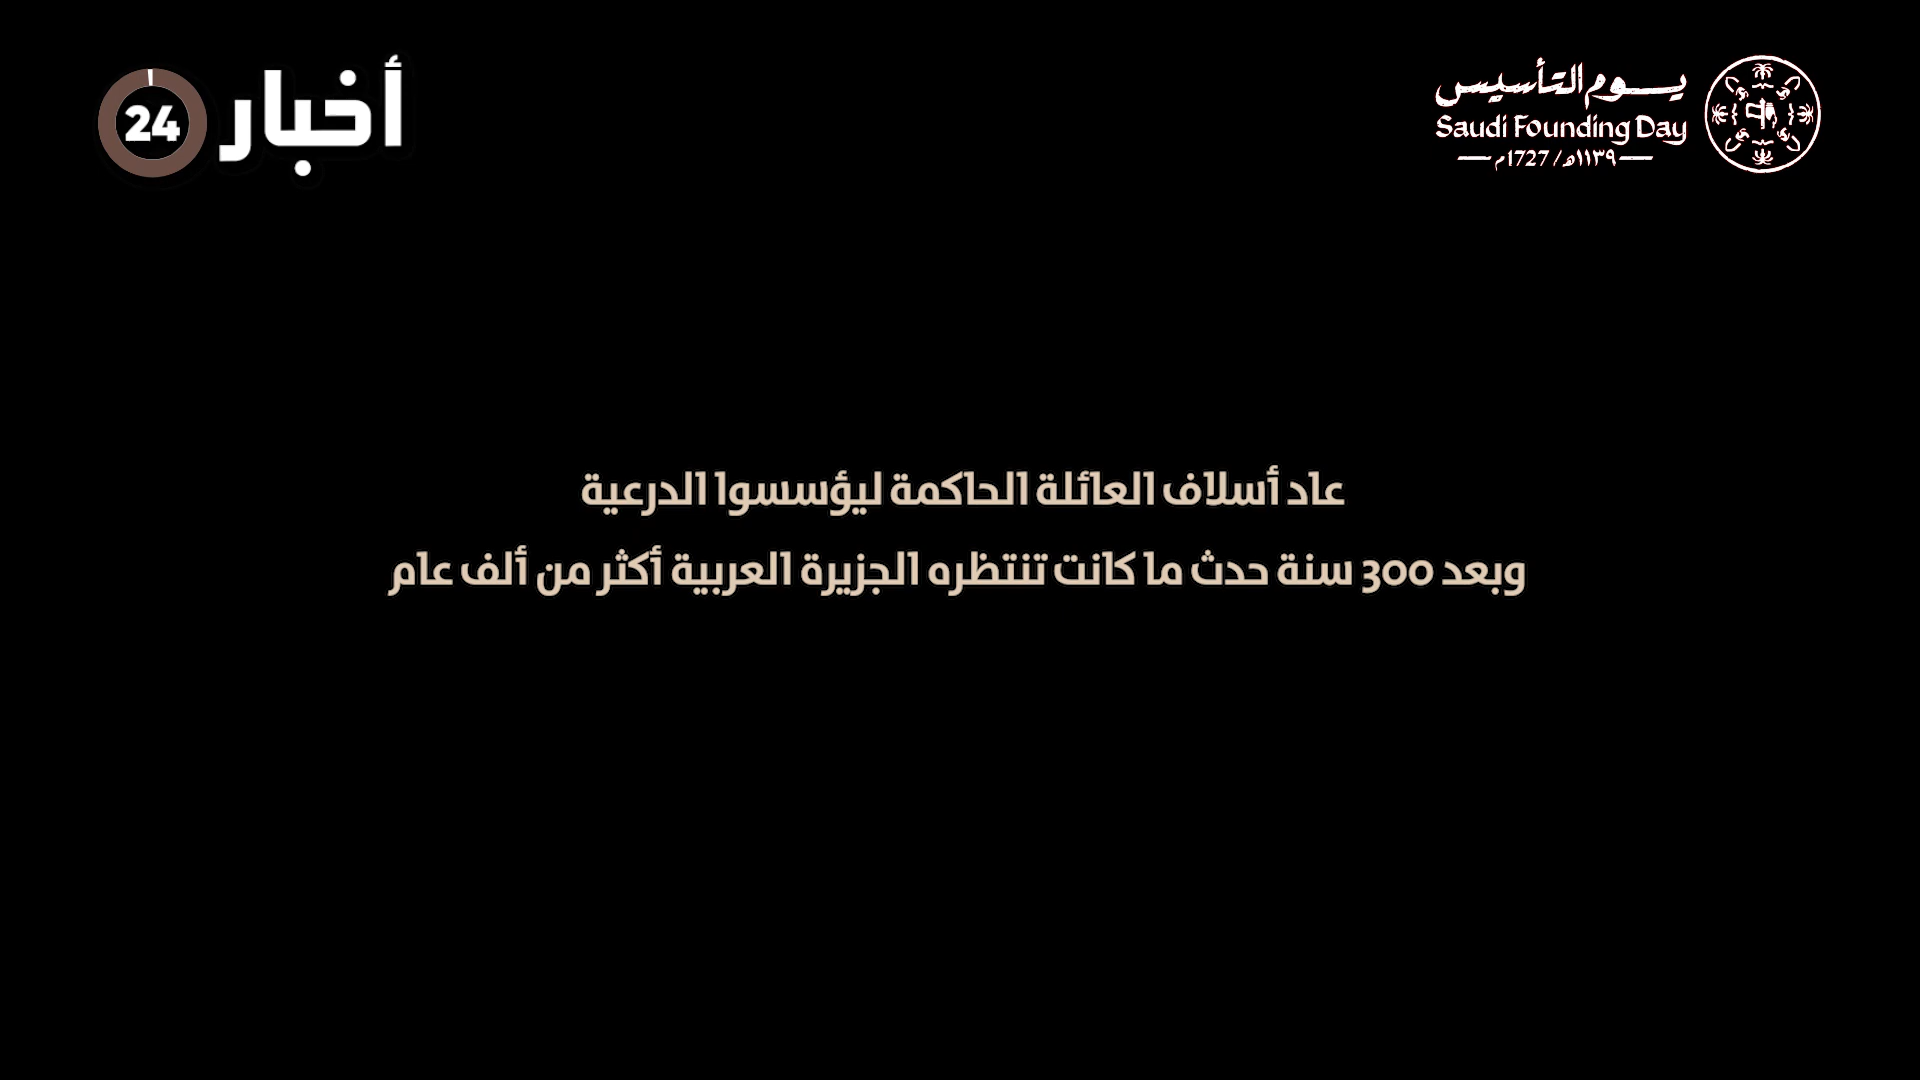 أخبار 24
يوم التأسيس
Saudi Founding Day
١١٣٩هـ / 1727م
عاد أسلاف العائلة الحاكمة ليؤسسوا الدرعية
وبعد 300 سنة حدث ما كانت تنتظره الجزيرة العربية أكثر من ألف عام